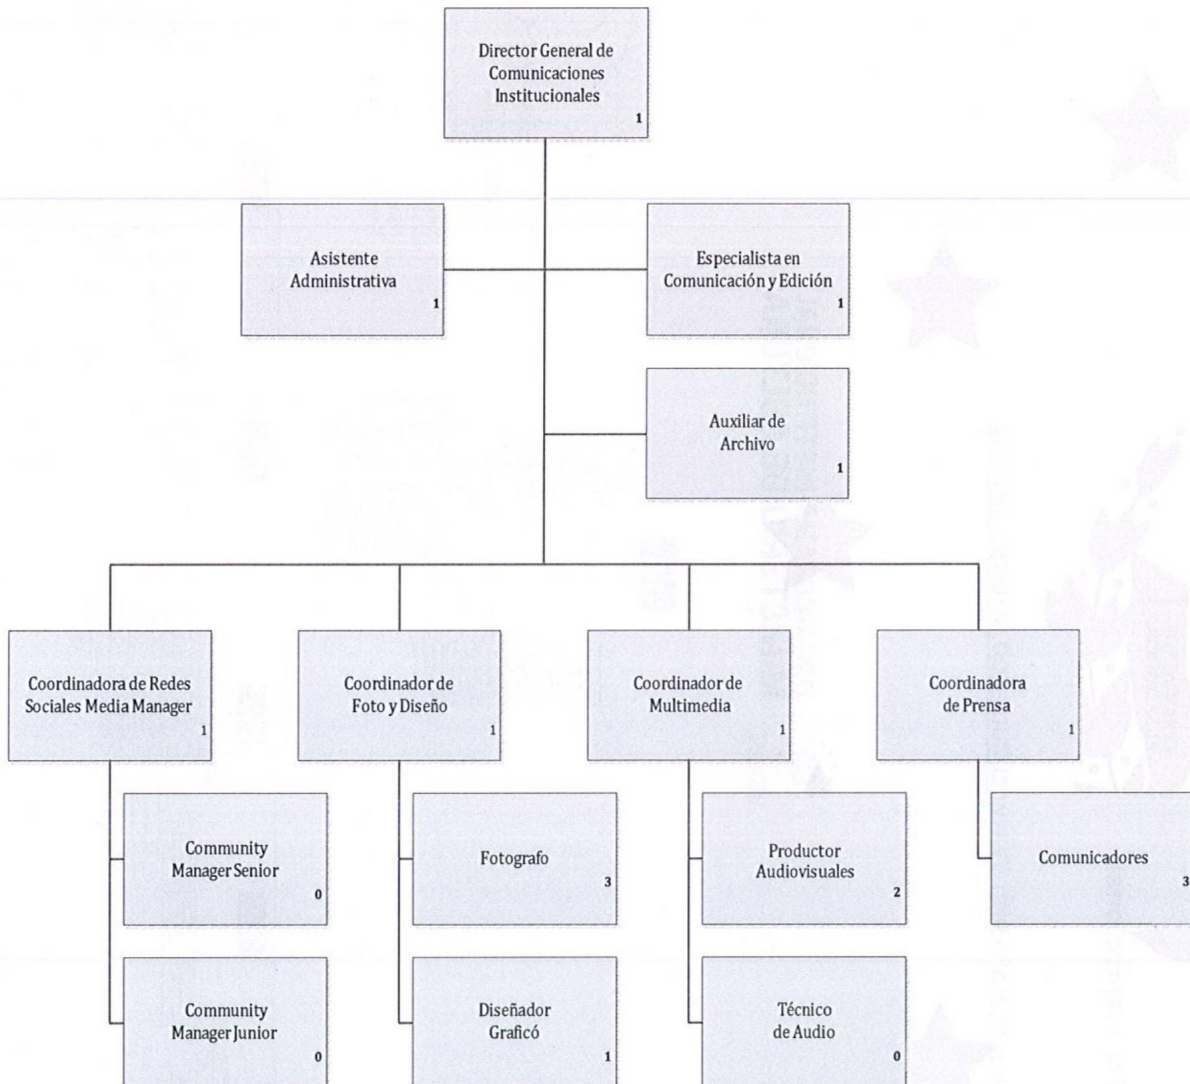 Director General de
Comunicaciones
Institucionales
1
Asistente
Administrativa
1
Especialista en
Comunicación y Edición
1
Auxiliar de
Archivo
1
Coordinadora de Redes
Sociales Media Manager
1
Coordinador de
Foto y Diseño
1
Coordinador de
Multimedia
1
Coordinadora
de Prensa
1
Community
Manager Senior
0
Fotografo
3
Productor
Audiovisuales
2
Comunicadores
3
Community
Manager Junior
0
Diseñador
Graficó
1
Técnico
de Audio
0